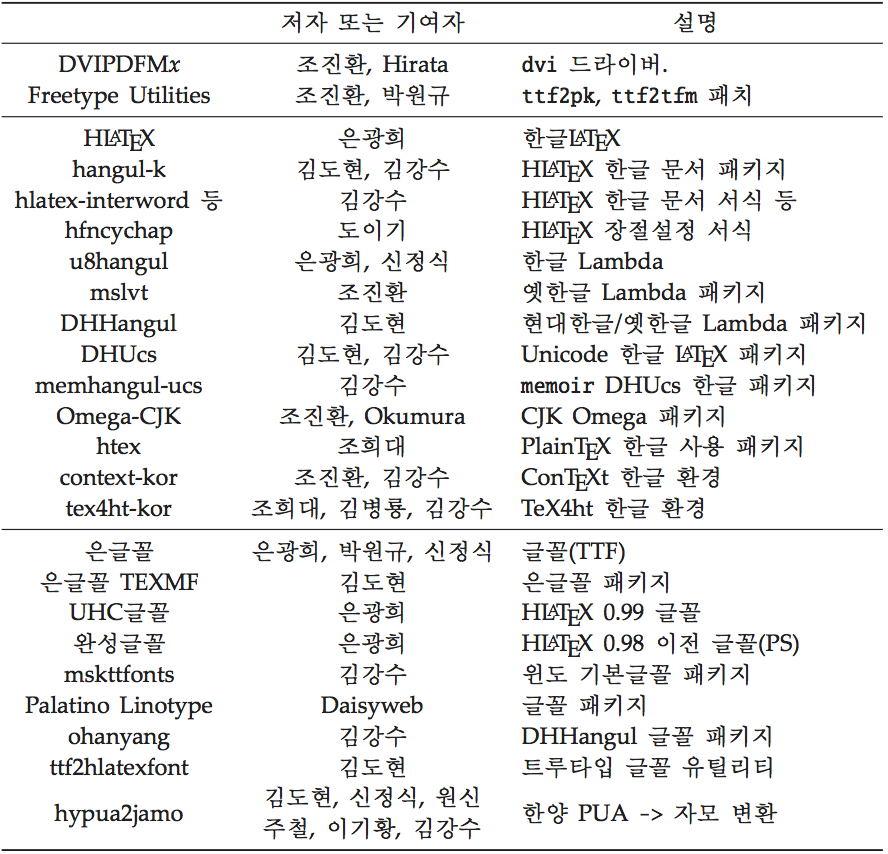 저자 또는 기여자 설명
DVIPDFMx 조진환, Hirata dvi 드라이버.
Freetype Utilities 조진환, 박원규 ttf2pk, ttf2tfm 패치
HLATEX 은광희 한글LATEX
hangul-k 김도현, 김강수 HLATEX 한글 문서 패키지
hlatex-interword 등 김강수 HLATEX 한글 문서 서식 등
hfncychap 도이기 HLATEX 장절설정 서식
u8hangul 은광희, 신정식 한글 Lambda
mslvt 조진환 옛한글 Lambda 패키지
DHHangul 김도현 현대한글/옛한글 Lambda 패키지
DHUcs 김도현, 김강수 Unicode 한글 LATEX 패키지
memhangul-ucs 김강수 memoir DHUcs 한글 패키지
Omega-CJK 조진환, Okumura CJK Omega 패키지
htex 조희대 PlainTEX 한글 사용 패키지
context-kor 조진환, 김강수 ConTEXt 한글 환경
tex4ht-kor 조희대, 김병룡, 김강수 TeX4ht 한글 환경
은글꼴 은광희, 박원규, 신정식 글꼴(TTF)
은글꼴 TEXMF 김도현 은글꼴 패키지
UHC글꼴 은광희 HLATEX 0.99 글꼴
완성글꼴 은광희 HLATEX 0.98 이전 글꼴(PS)
mskttfonts 김강수 윈도 기본글꼴 패키지
Palatino Linotype Daisyweb 글꼴 패키지
ohanyang 김강수 DHHangul 글꼴 패키지
ttf2hlatexfont 김도현 트루타입 글꼴 유틸리티
hypua2jamo 김도현, 신정식, 원신 한양 PUA -> 자모 변환
주철, 이기황, 김강수